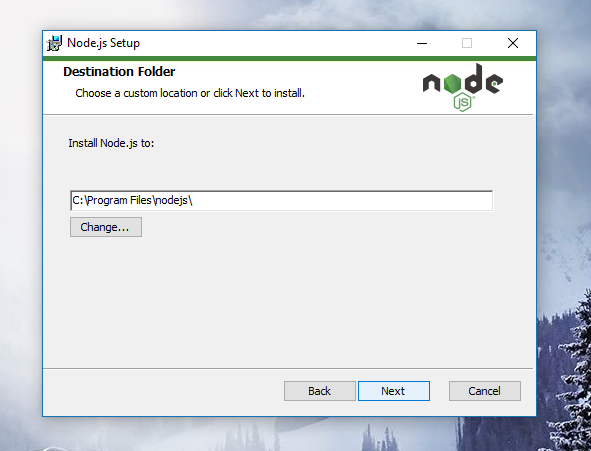 Node.js Setup
Destination Folder
Choose a custom location or click Next to install.
node
JS
Install Node.js to:
C:\Program Files\nodejs\
Change...
Back
Next
Cancel